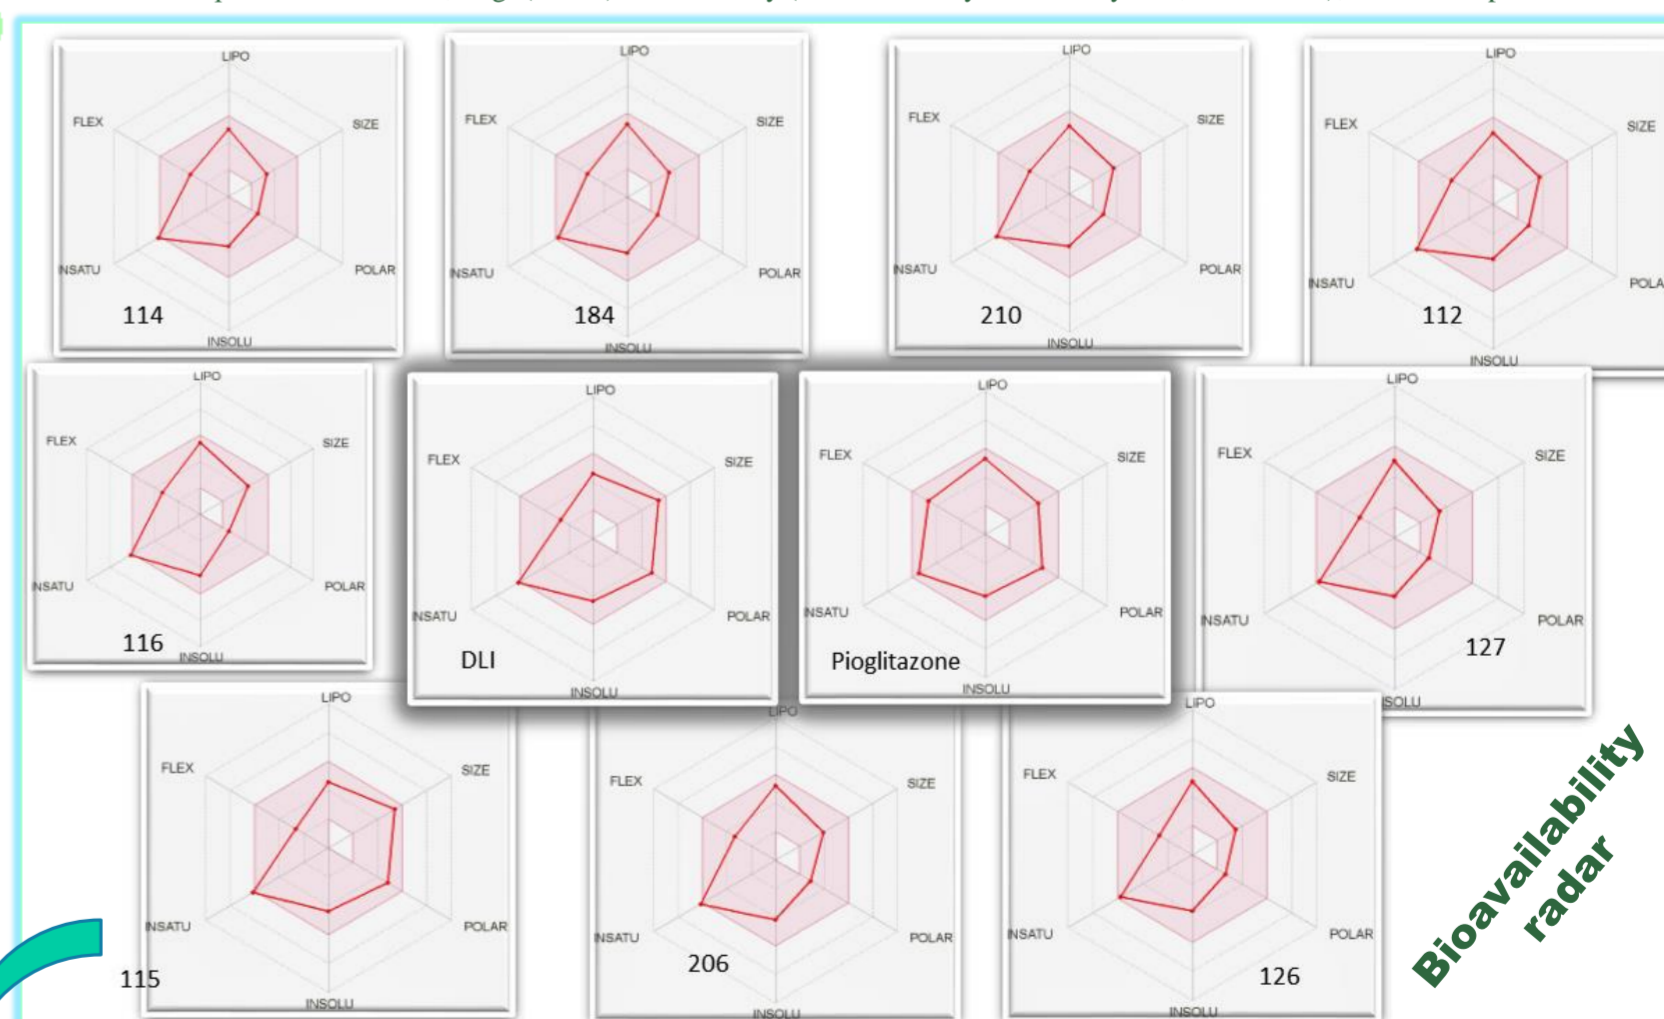 LIPO
FLEX
SIZE
INSATU
POLAR
114
INSOLU
LIPO
FLEX
SIZE
INSATU
POLAR
184
INSOLU
LIPO
FLEX
SIZE
INSATU
POLAR
210
INSOLU
LIPO
FLEX
SIZE
INSATU
POLA
112
INSOLU
LIPO
FLEX
SIZE
NSATU
POLAR
116
INSOLU
LIPO
FLEX
SIZE
INSATU
POLAR
DLI
INSOLU
LIPO
FLEX
SIZE
INSATU
POLAR
Pioglitazone
INSOLU
LIPO
FLEX
SIZE
INSATU
POLAR
127
SOLU
LIPO
FLEX
SIZE
INSATU
POLAR
115
INSOLU
LIPO
FLEX
SIZE
INSATU
POLAR
206
INSOLU
LIPO
FLEX
SIZE
INSATU
POLAR
126
INSOLU
Bioavailability
radar